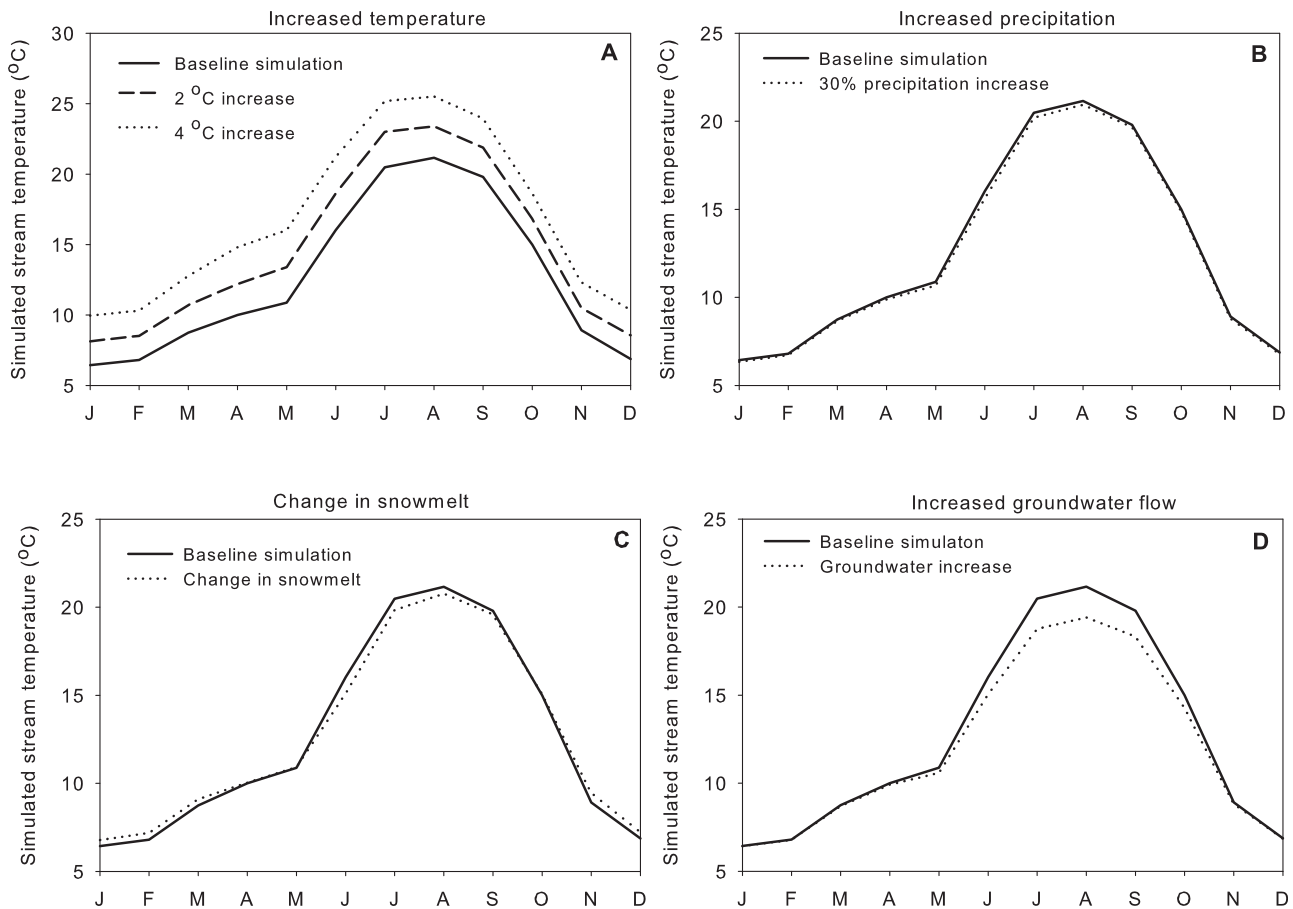 Increased temperature
A
Baseline simulation
2 °C increase
4 °C increase
Simulated stream temperature (°C)
30
25
20
15
10
5
J F M A M J J A S O N D
Increased precipitation
B
Baseline simulation
30% precipitation increase
Simulated stream temperature (°C)
25
20
15
10
5
J F M A M J J A S O N D
Change in snowmelt
C
Baseline simulation
Change in snowmelt
Simulated stream temperature (°C)
25
20
15
10
5
J F M A M J J A S O N D
Increased groundwater flow
D
Baseline simulaton
Groundwater increase
Simulated stream temperature (°C)
25
20
15
10
5
J F M A M J J A S O N D